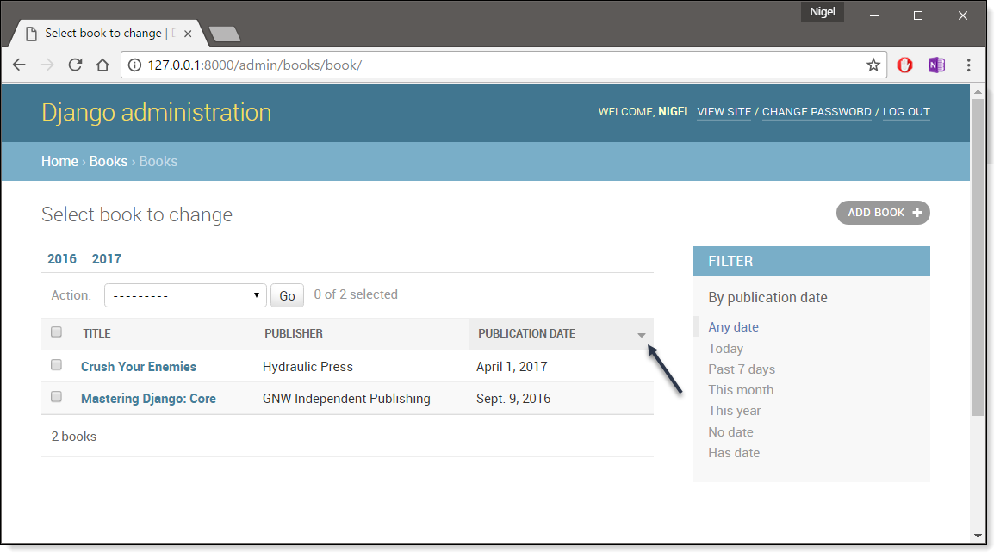 Nigel
Select book to change | D
127.0.0.1:8000/admin/books/book/
Django administration
WELCOME, NIGEL. VIEW SITE / CHANGE PASSWORD / LOG OUT
Home › Books › Books
Select book to change
ADD BOOK +
2016 2017
FILTER
Action: --------- Go 0 of 2 selected
By publication date
TITLE PUBLISHER PUBLICATION DATE
Any date
Today
Crush Your Enemies Hydraulic Press April 1, 2017
Past 7 days
This month
Mastering Django: Core GNW Independent Publishing Sept. 9, 2016
This year
No date
2 books
Has date